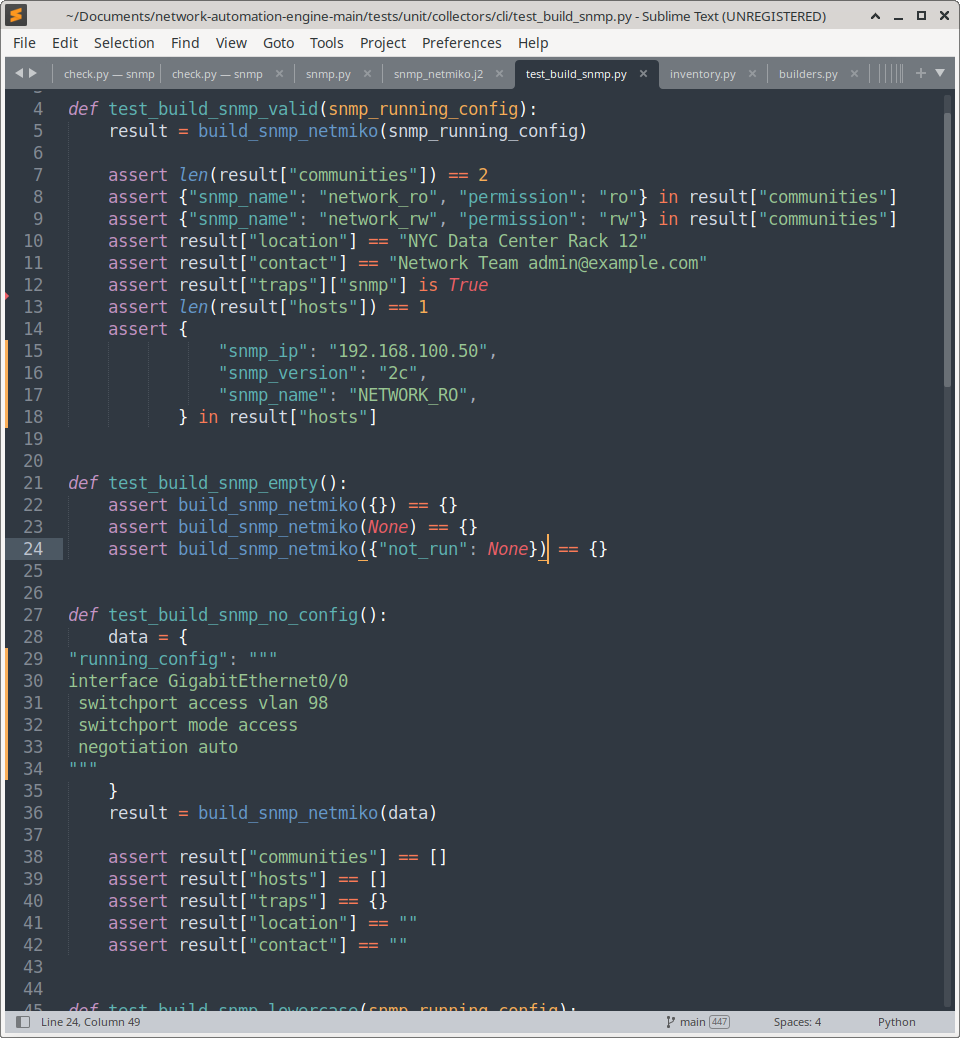 ~/Documents/network-automation-engine-main/tests/unit/collectors/cli/test_build_snmp.py - Sublime Text (UNREGISTERED)
File Edit Selection Find View Goto Tools Project Preferences Help
check.py — snmp check.py — snmp snmp.py snmp_netmiko.j2 test_build_snmp.py inventory.py builders.py
4 def test_build_snmp_valid(snmp_running_config):
5     result = build_snmp_netmiko(snmp_running_config)
6
7     assert len(result["communities"]) == 2
8     assert {"snmp_name": "network_ro", "permission": "ro"} in result["communities"]
9     assert {"snmp_name": "network_rw", "permission": "rw"} in result["communities"]
10     assert result["location"] == "NYC Data Center Rack 12"
11     assert result["contact"] == "Network Team admin@example.com"
12     assert result["traps"]["snmp"] is True
13     assert len(result["hosts"]) == 1
14     assert {
15                "snmp_ip": "192.168.100.50",
16                "snmp_version": "2c",
17                "snmp_name": "NETWORK_RO",
18            } in result["hosts"]
19
20
21 def test_build_snmp_empty():
22     assert build_snmp_netmiko({}) == {}
23     assert build_snmp_netmiko(None) == {}
24     assert build_snmp_netmiko({"not_run": None}) == {}
25
26
27 def test_build_snmp_no_config():
28     data = {
29 "running_config": """
30 interface GigabitEthernet0/0
31  switchport access vlan 98
32  switchport mode access
33  negotiation auto
34 """
35     }
36     result = build_snmp_netmiko(data)
37
38     assert result["communities"] == []
39     assert result["hosts"] == []
40     assert result["traps"] == {}
41     assert result["location"] == ""
42     assert result["contact"] == ""
43
44
45 def test_build_snmp_lowercase(snmp_running_config):
Line 24, Column 49 main 447 Spaces: 4 Python